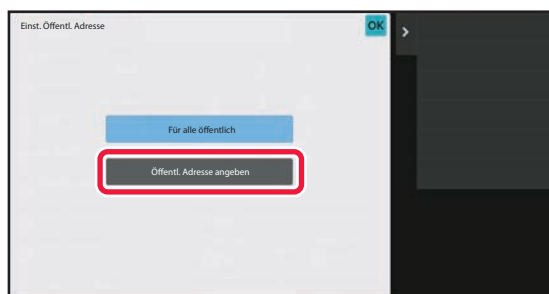 Einst. Öffentl. Adresse
OK
Für alle öffentlich
Öffentl. Adresse angeben